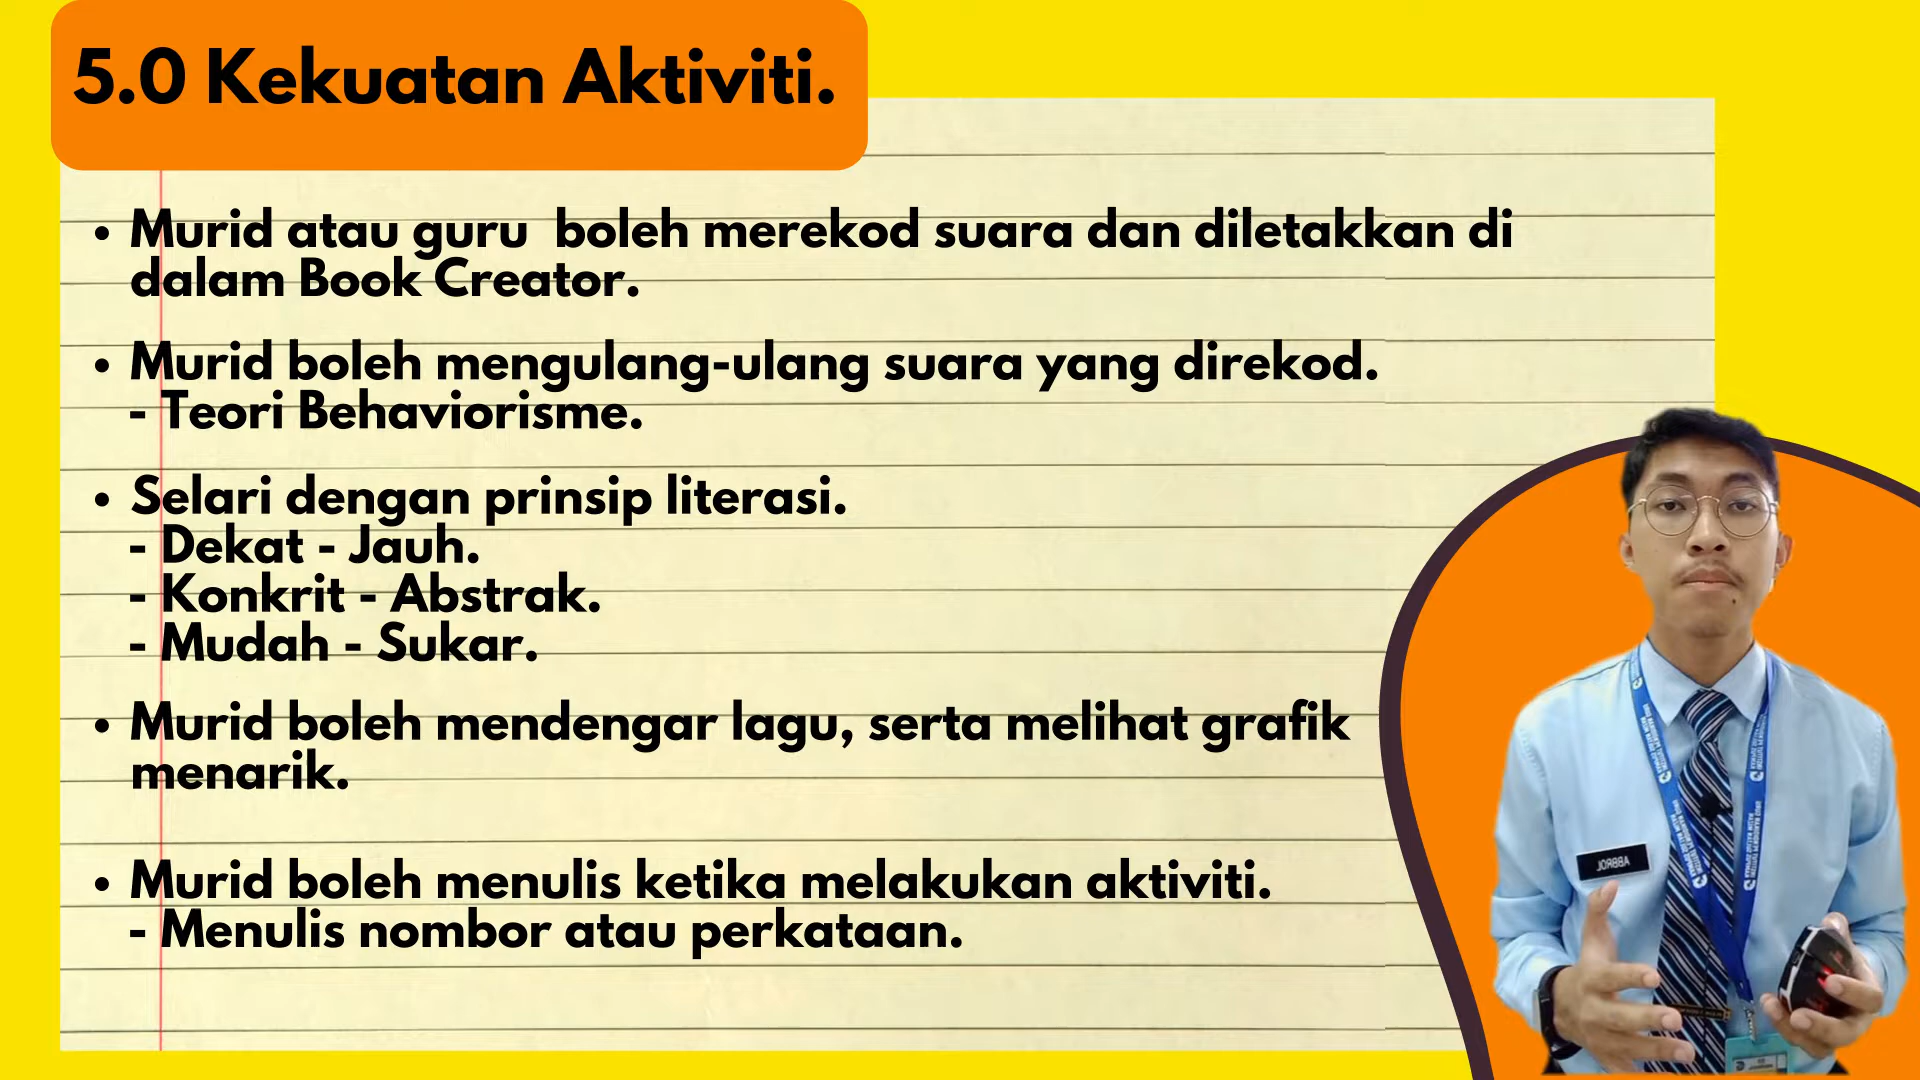 5.0 Kekuatan Aktiviti.
• Murid atau guru boleh merekod suara dan diletakkan di
dalam Book Creator.
• Murid boleh mengulang-ulang suara yang direkod.
- Teori Behaviorisme.
• Selari dengan prinsip literasi.
- Dekat - Jauh.
- Konkrit - Abstrak.
- Mudah - Sukar.
• Murid boleh mendengar lagu, serta melihat grafik
menarik.
• Murid boleh menulis ketika melakukan aktiviti.
- Menulis nombor atau perkataan.
ABBROL